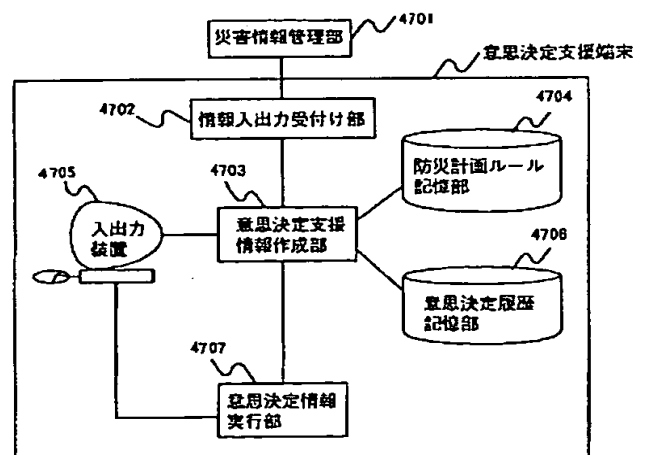 4701
災害情報管理部
意思決定支援端末
4702
情報入出力受付け部
4704
防災計画ルール
記憶部
4705
入出力
装置
4703
意思決定支援
情報作成部
4706
意思決定履歴
記憶部
4707
意思決定情報
実行部